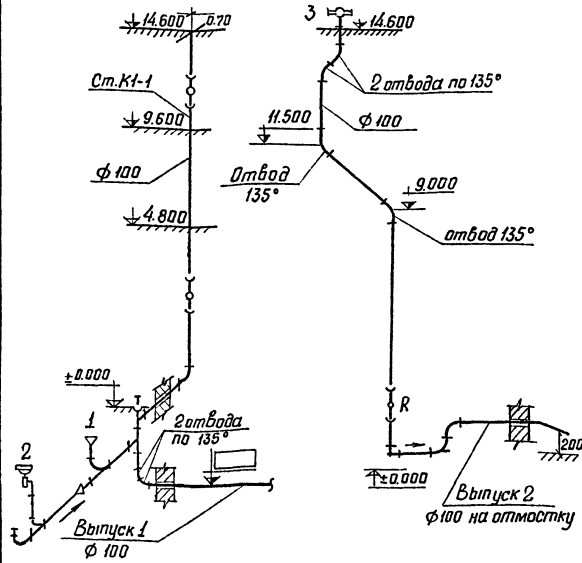 14.600
0.70
Ст.К1-1
9.600
ф100
4.800
±0.000
Т
1
2
2 отвода
по 135°
Выпуск 1
ф 100
3
14.600
2 отвода по 135°
ф 100
11.500
Отвод
135°
9.000
отвод 135°
R
±0.000
200
Выпуск 2
ф100 на отмостку